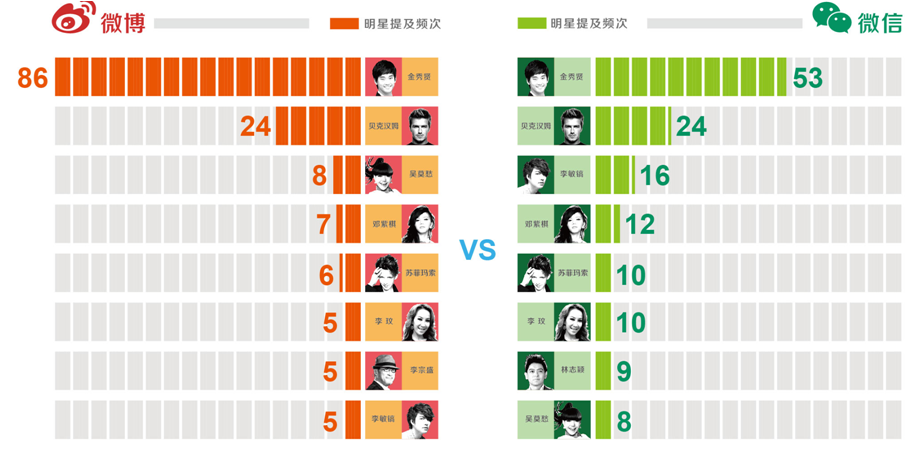 微博
明星提及频次
明星提及频次
微信
86
金秀贤
金秀贤
53
24
贝克汉姆
贝克汉姆
24
8
吴莫愁
李敏镐
16
7
邓紫棋
VS
邓紫棋
12
6
苏菲玛索
苏菲玛索
10
5
李玟
李玟
10
5
李宗盛
林志颖
9
5
李敏镐
吴莫愁
8